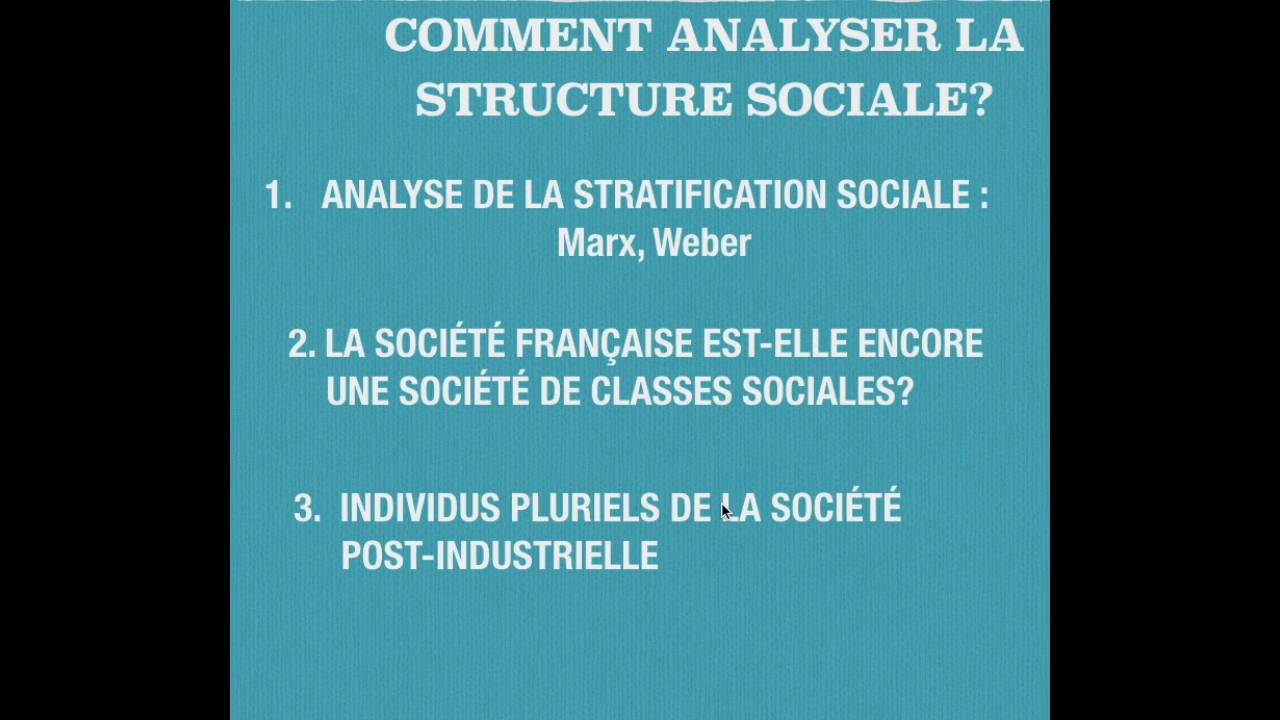 COMMENT ANALYSER LA
STRUCTURE SOCIALE?
1. ANALYSE DE LA STRATIFICATION SOCIALE :
Marx, Weber
2. LA SOCIÉTÉ FRANÇAISE EST-ELLE ENCORE
UNE SOCIÉTÉ DE CLASSES SOCIALES?
3. INDIVIDUS PLURIELS DE LA SOCIÉTÉ
POST-INDUSTRIELLE